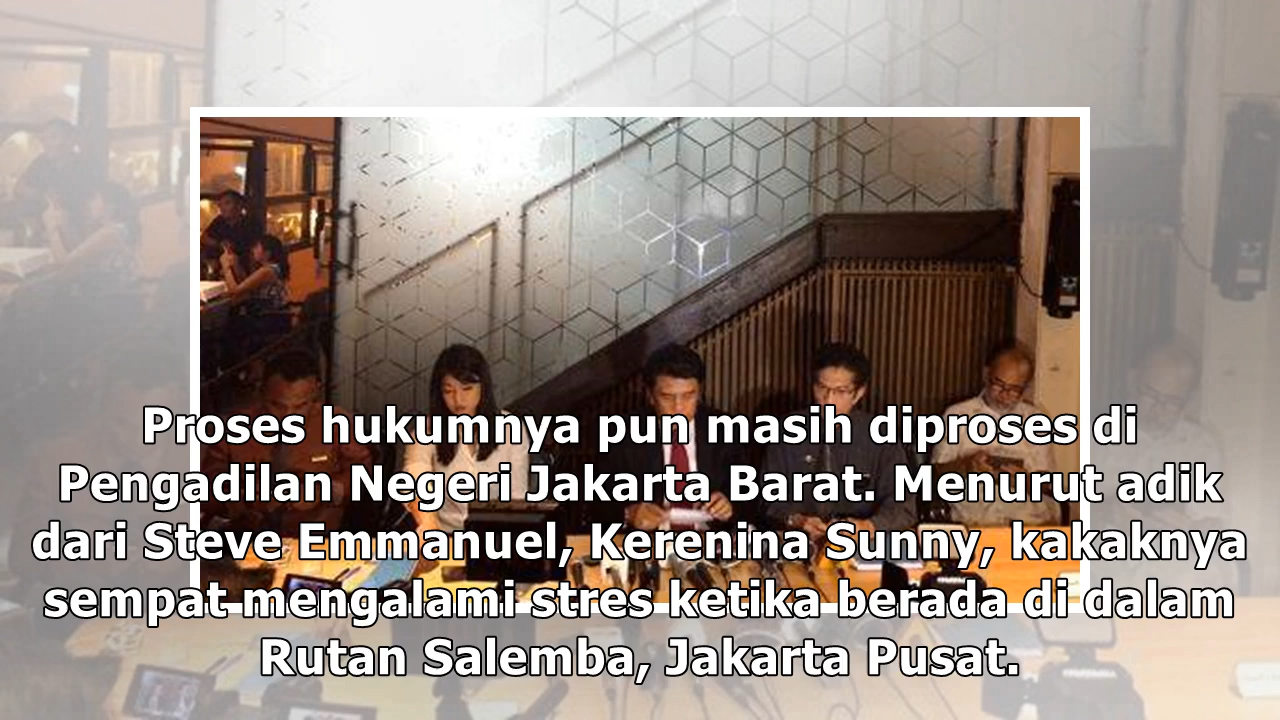 Proses hukumnya pun masih diproses di
Pengadilan Negeri Jakarta Barat. Menurut adik
dari Steve Emmanuel, Kerenina Sunny, kakaknya
sempat mengalami stres ketika berada di dalam
Rutan Salemba, Jakarta Pusat.